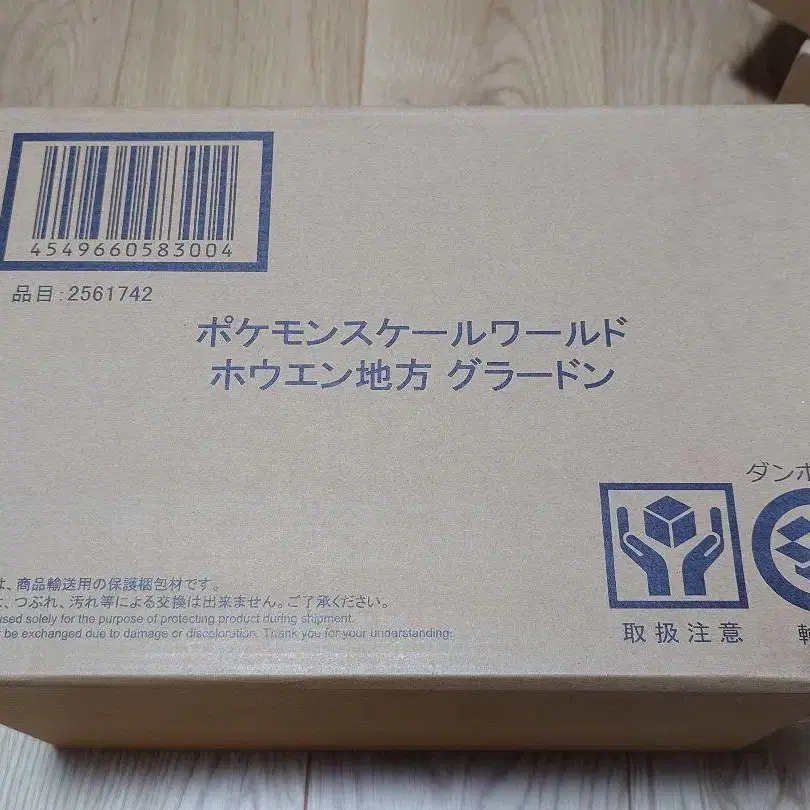 4549660583004
品目:2561742
ポケモンスケールワールド
ホウエン地方 グラードン
ダンボ
は、商品輸送用の保護梱包材です。
、つぶれ、汚れ等による交換は出来ません。ご了承ください。
used solely for the purpose of protecting product during shipment.
be exchanged due to damage or discoloration. Thank you for your understanding.
取扱注意